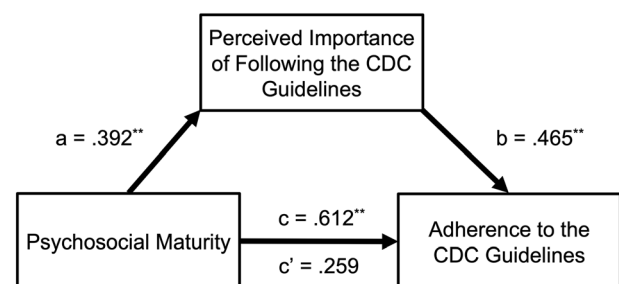 Perceived Importance
of Following the CDC
Guidelines
a = .392**
b = .465**
Psychosocial Maturity
c = .612**
c' = .259
Adherence to the
CDC Guidelines